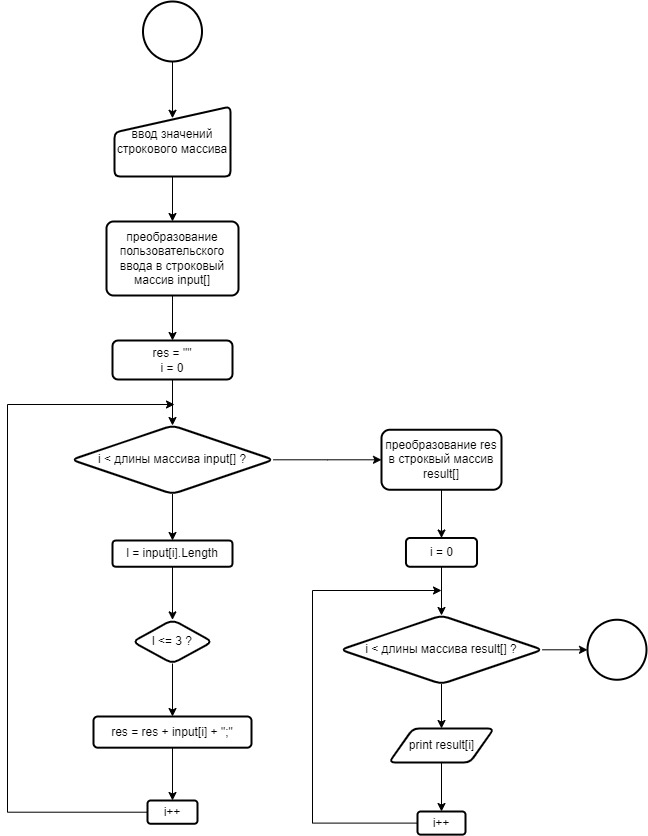 ввод значений
строкового массива
преобразование
пользовательского
ввода в строковый
массив input[]
res = ""
i = 0
i < длины массива input[] ?
l = input[i].Length
l <= 3 ?
res = res + input[i] + ";"
i++
преобразование res
в строквый массив
result[]
i = 0
i < длины массива result[] ?
print result[i]
i++